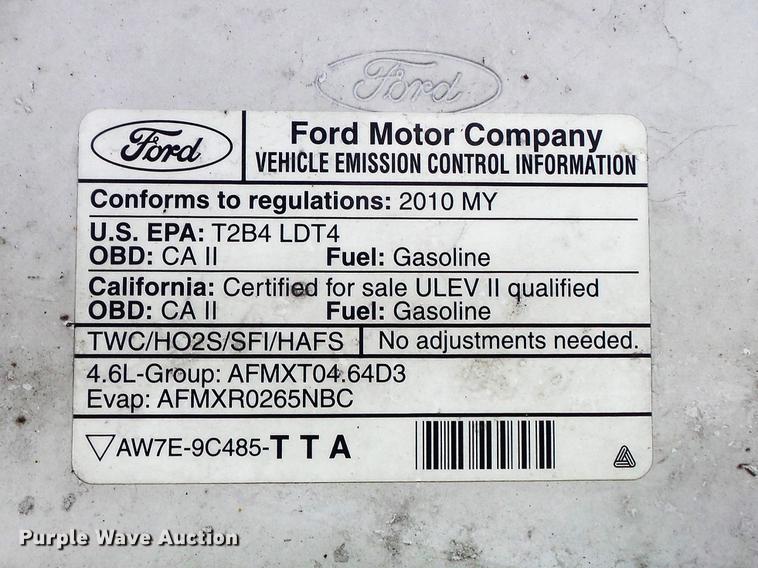 Ford
Ford
Ford Motor Company
VEHICLE EMISSION CONTROL INFORMATION
Conforms to regulations: 2010 MY
U.S. EPA: T2B4 LDT4
OBD: CA II Fuel: Gasoline
California: Certified for sale ULEV II qualified
OBD: CA II Fuel: Gasoline
TWC/HO2S/SFI/HAFS No adjustments needed.
4.6L-Group: AFMXT04.64D3
Evap: AFMXR0265NBC
AW7E-9C485-TTA
Purple Wave Auction